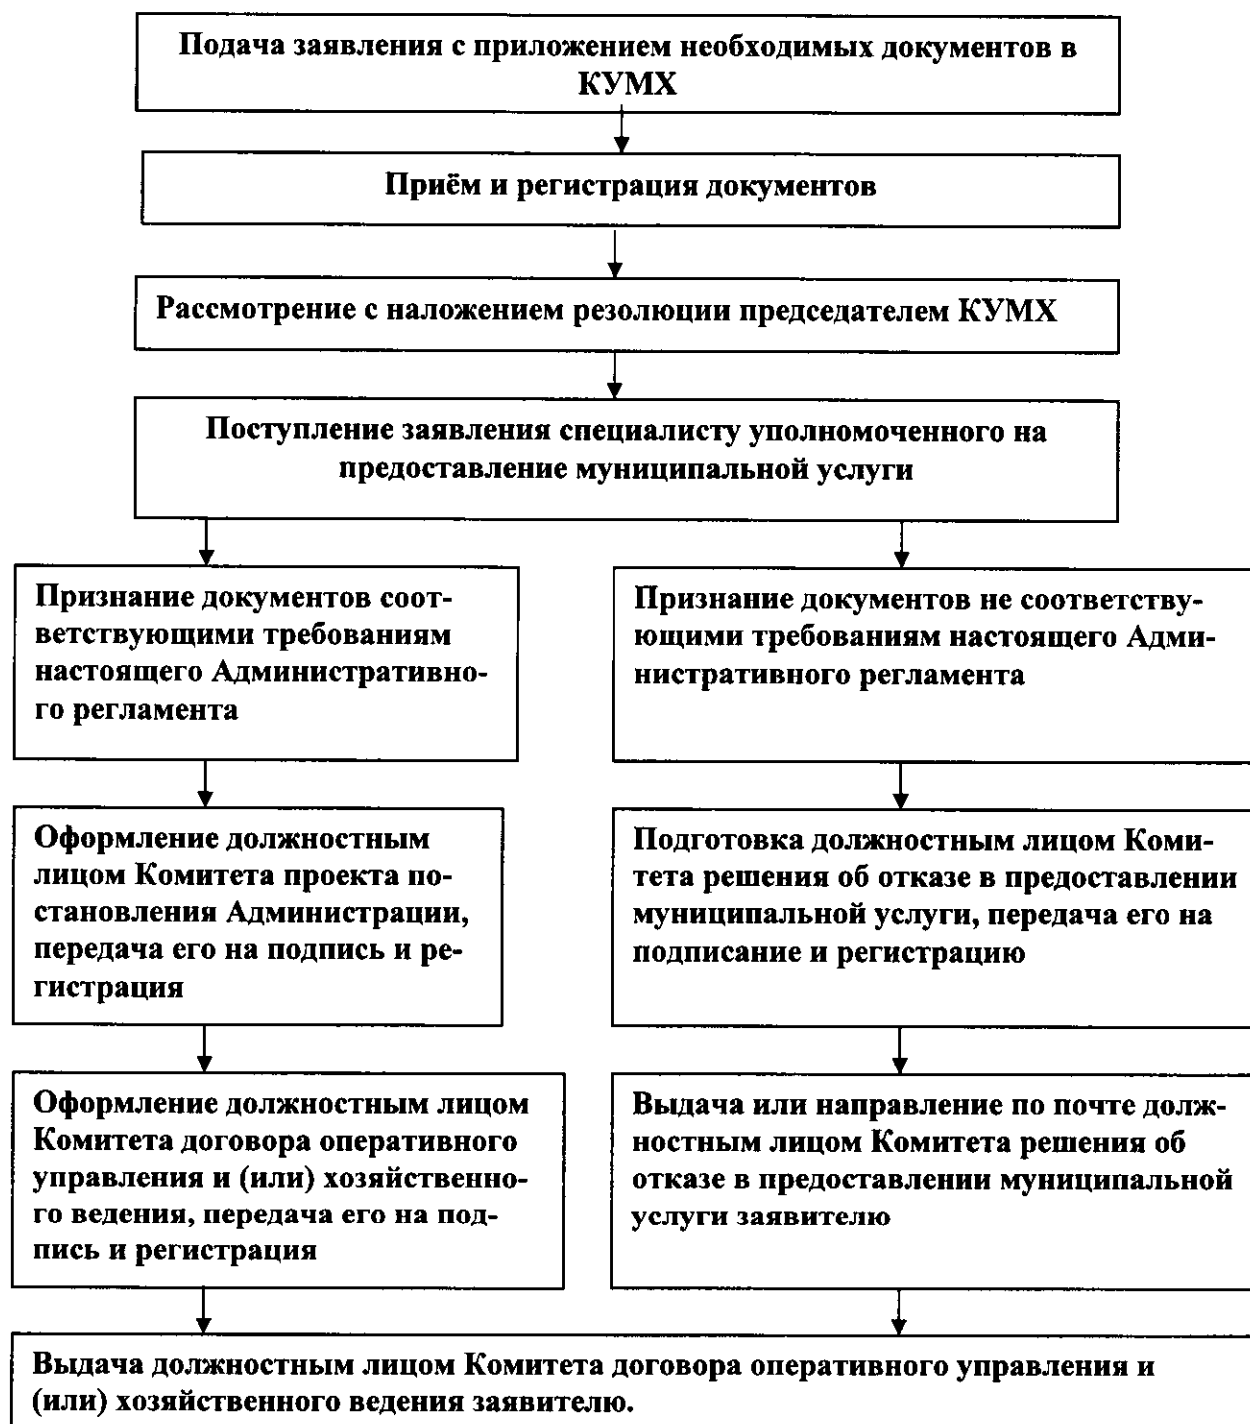 Подача заявления с приложением необходимых документов в
КУМХ
Приём и регистрация документов
Рассмотрение с наложением резолюции председателем КУМХ
Поступление заявления специалисту уполномоченного на
предоставление муниципальной услуги
Признание документов соот-
ветствующими требованиям
настоящего Административно-
го регламента
Признание документов не соответству-
ющими требованиям настоящего Адми-
нистративного регламента
Оформление должностным
лицом Комитета проекта по-
становления Администрации,
передача его на подпись и ре-
гистрация
Подготовка должностным лицом Коми-
тета решения об отказе в предоставлении
муниципальной услуги, передача его на
подписание и регистрацию
Оформление должностным лицом
Комитета договора оперативного
управления и (или) хозяйственно-
го ведения, передача его на под-
пись и регистрация
Выдача или направление по почте долж-
ностным лицом Комитета решения об
отказе в предоставлении муниципальной
услуги заявителю
Выдача должностным лицом Комитета договора оперативного управления и
(или) хозяйственного ведения заявителю.